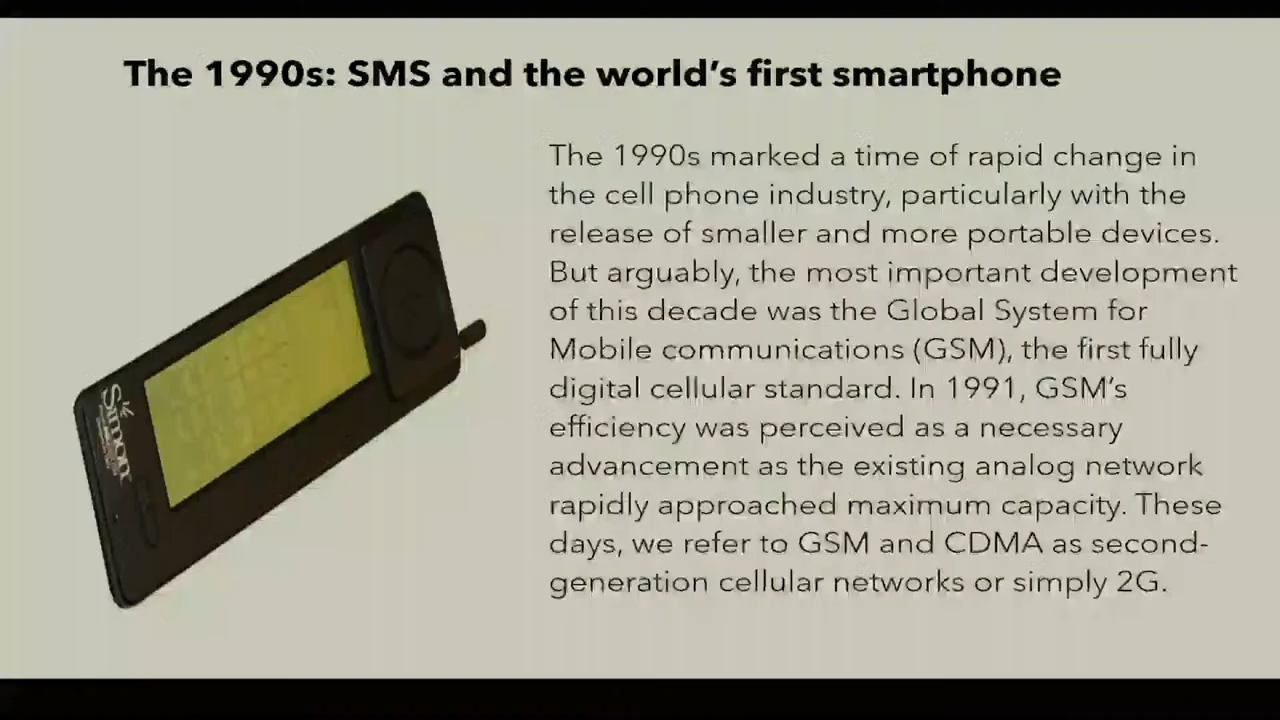 The 1990s: SMS and the world’s first smartphone
The 1990s marked a time of rapid change in
the cell phone industry, particularly with the
release of smaller and more portable devices.
But arguably, the most important development
of this decade was the Global System for
Mobile communications (GSM), the first fully
digital cellular standard. In 1991, GSM’s
efficiency was perceived as a necessary
advancement as the existing analog network
rapidly approached maximum capacity. These
days, we refer to GSM and CDMA as second-
generation cellular networks or simply 2G.
Simon